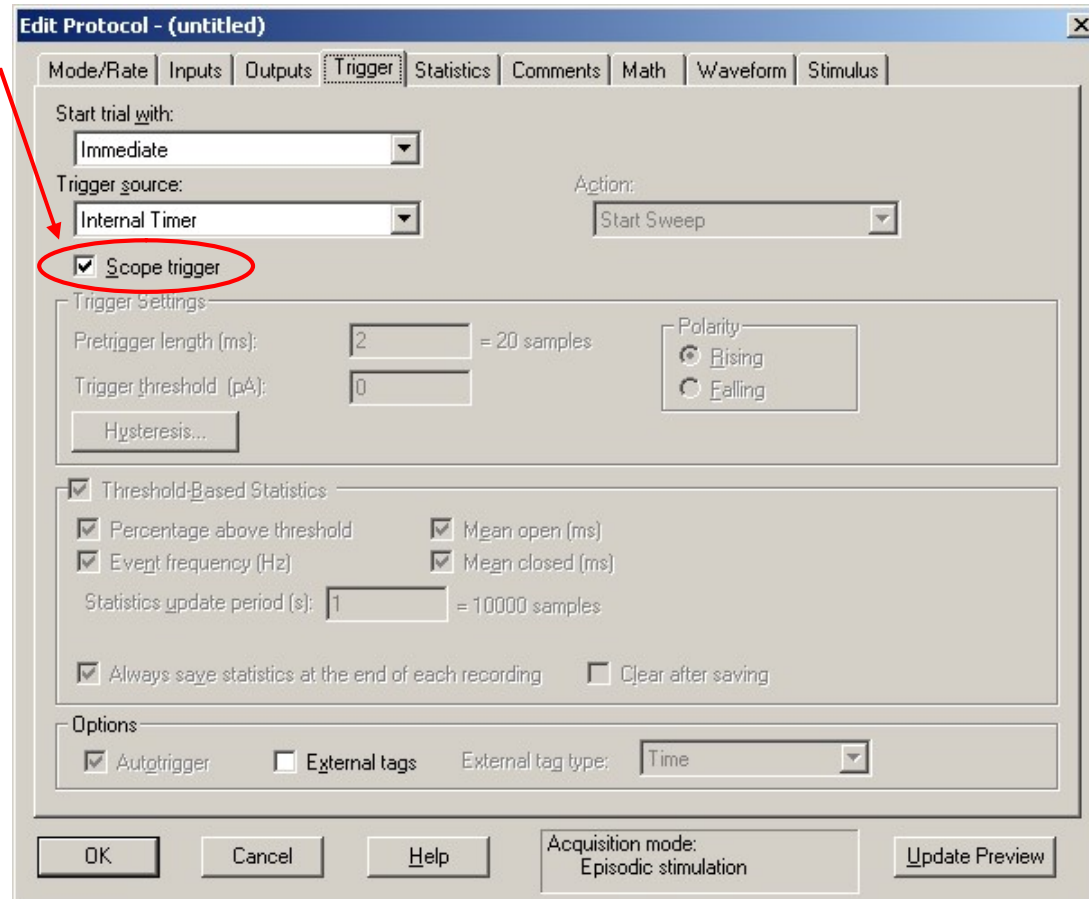 Edit Protocol - (untitled)
Mode/Rate Inputs Outputs Trigger Statistics Comments Math Waveform Stimulus
Start trial with:
Immediate
Trigger source:
Action:
Internal Timer
Start Sweep
Scope trigger
Trigger Settings
Pretrigger length (ms): 2 = 20 samples
Polarity
Rising
Trigger threshold (pA): 0
Falling
Hysteresis...
Threshold-Based Statistics
Percentage above threshold Mean open (ms)
Event frequency (Hz) Mean closed (ms)
Statistics update period (s): 1 = 10000 samples
Always save statistics at the end of each recording Clear after saving
Options
Autotrigger External tags External tag type: Time
OK Cancel Help
Acquisition mode:
Episodic stimulation
Update Preview